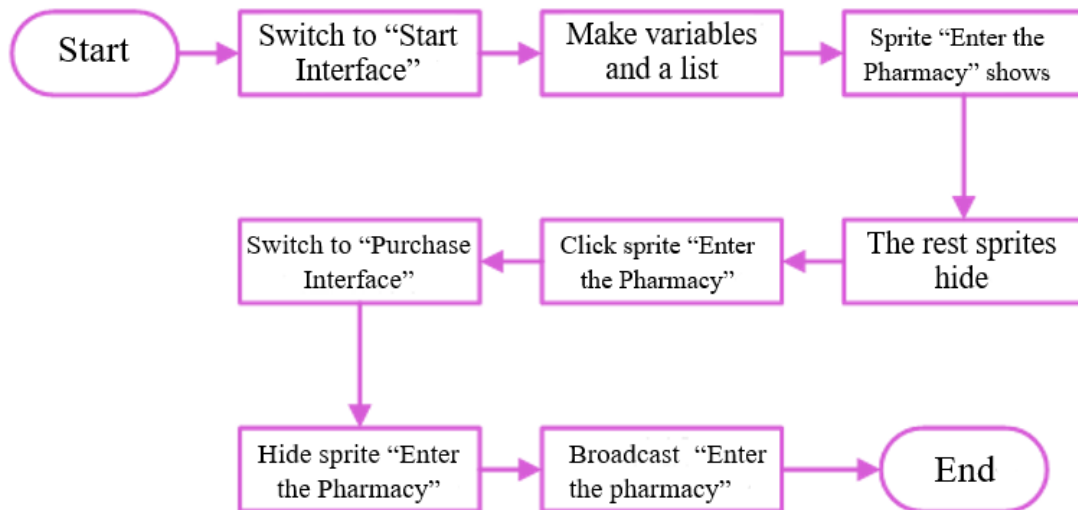 Start
Switch to “Start
Interface”
Make variables
and a list
Sprite “Enter the
Pharmacy” shows
The rest sprites
hide
Click sprite “Enter
the Pharmacy”
Switch to “Purchase
Interface”
Hide sprite “Enter
the Pharmacy”
Broadcast “Enter
the pharmacy”
End